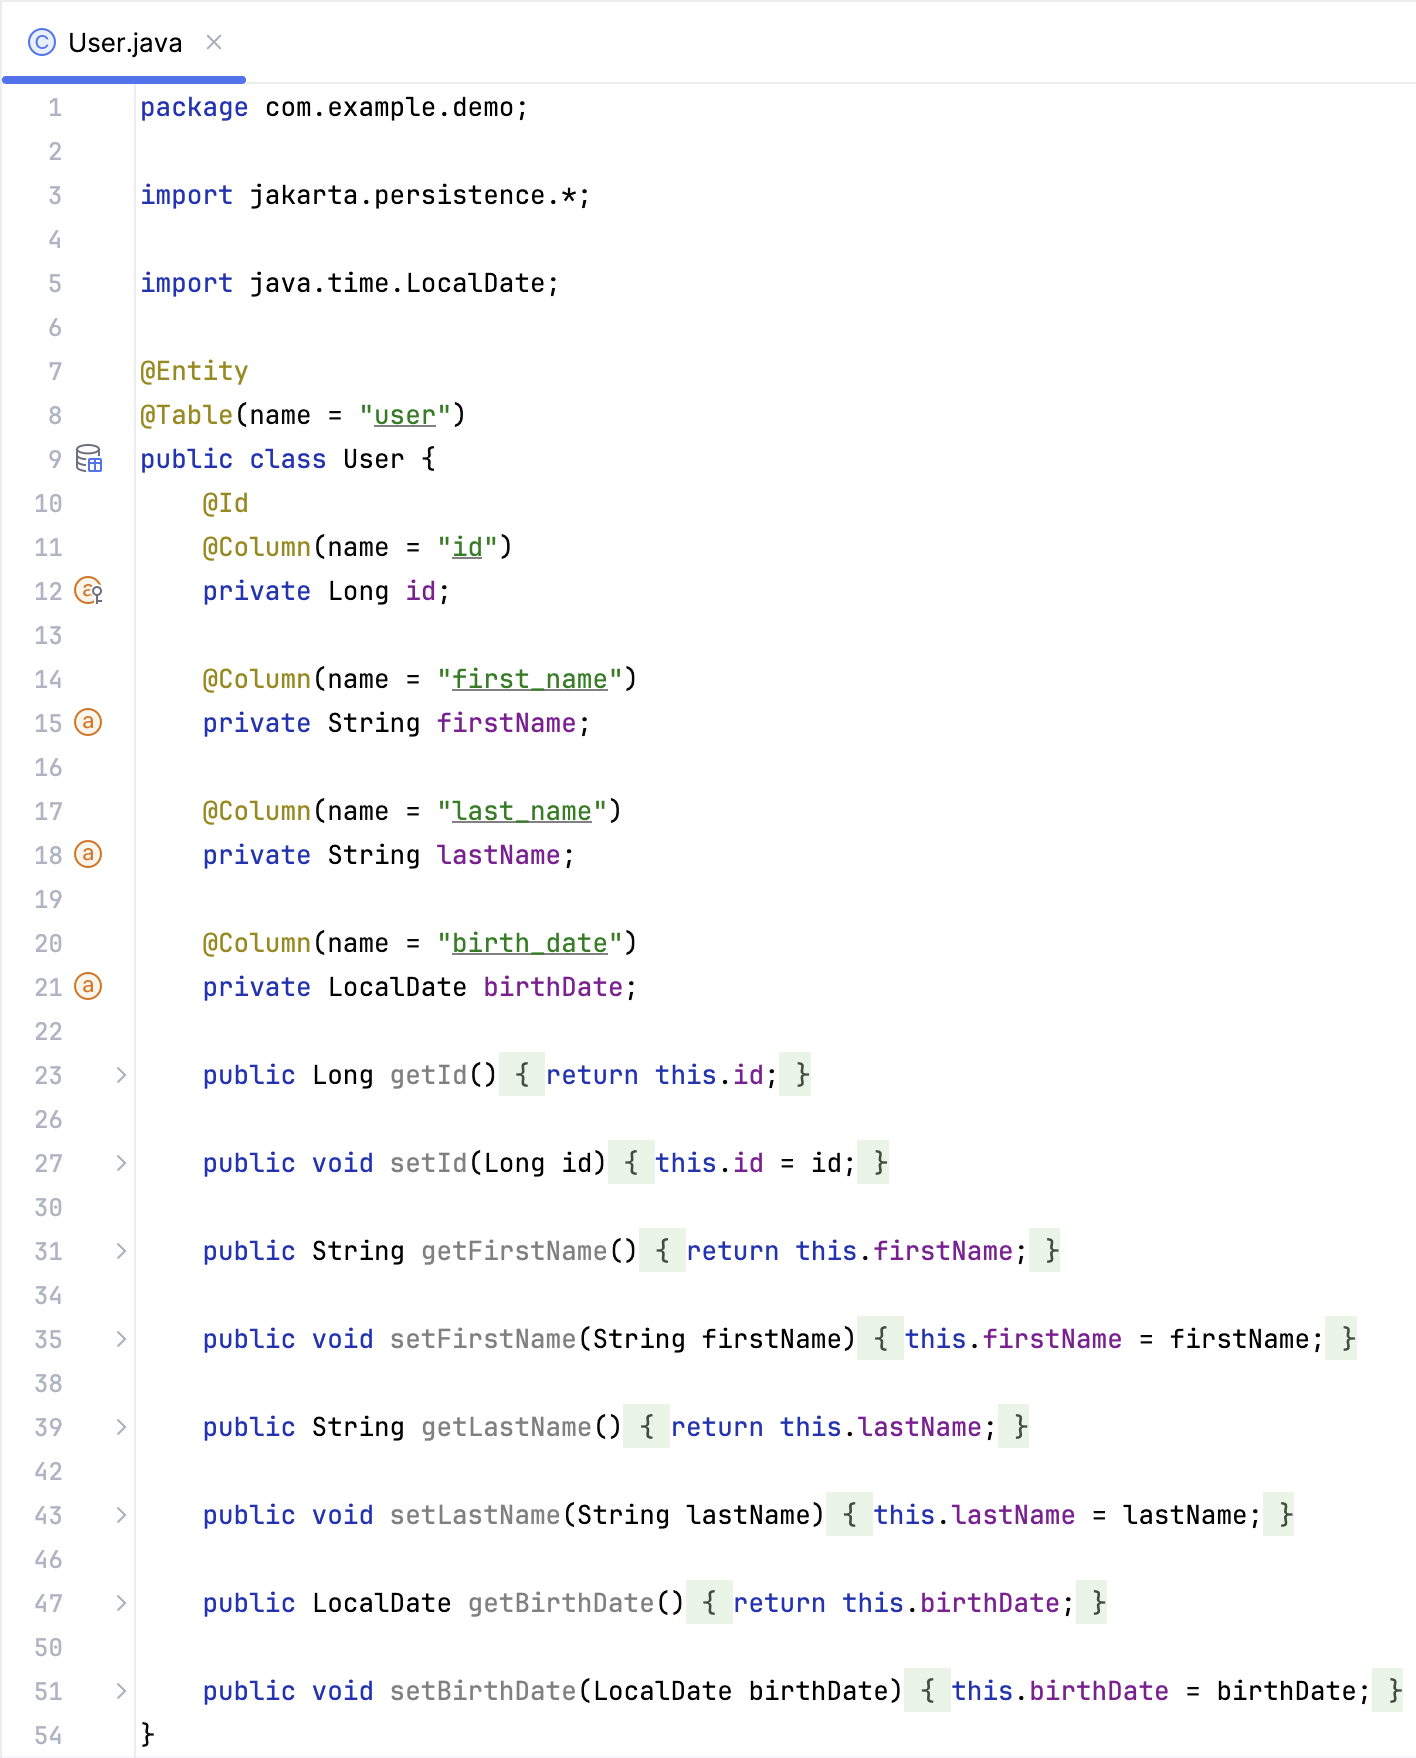 User.java
1 package com.example.demo;
2
3 import jakarta.persistence.*;
4
5 import java.time.LocalDate;
6
7 @Entity
8 @Table(name = "user")
9 public class User {
10 @Id
11 @Column(name = "id")
12 private Long id;
13
14 @Column(name = "first_name")
15 private String firstName;
16
17 @Column(name = "last_name")
18 private String lastName;
19
20 @Column(name = "birth_date")
21 private LocalDate birthDate;
22
23 public Long getId() { return this.id; }
26
27 public void setId(Long id) { this.id = id; }
30
31 public String getFirstName() { return this.firstName; }
34
35 public void setFirstName(String firstName) { this.firstName = firstName; }
38
39 public String getLastName() { return this.lastName; }
42
43 public void setLastName(String lastName) { this.lastName = lastName; }
46
47 public LocalDate getBirthDate() { return this.birthDate; }
50
51 public void setBirthDate(LocalDate birthDate) { this.birthDate = birthDate; }
54 }